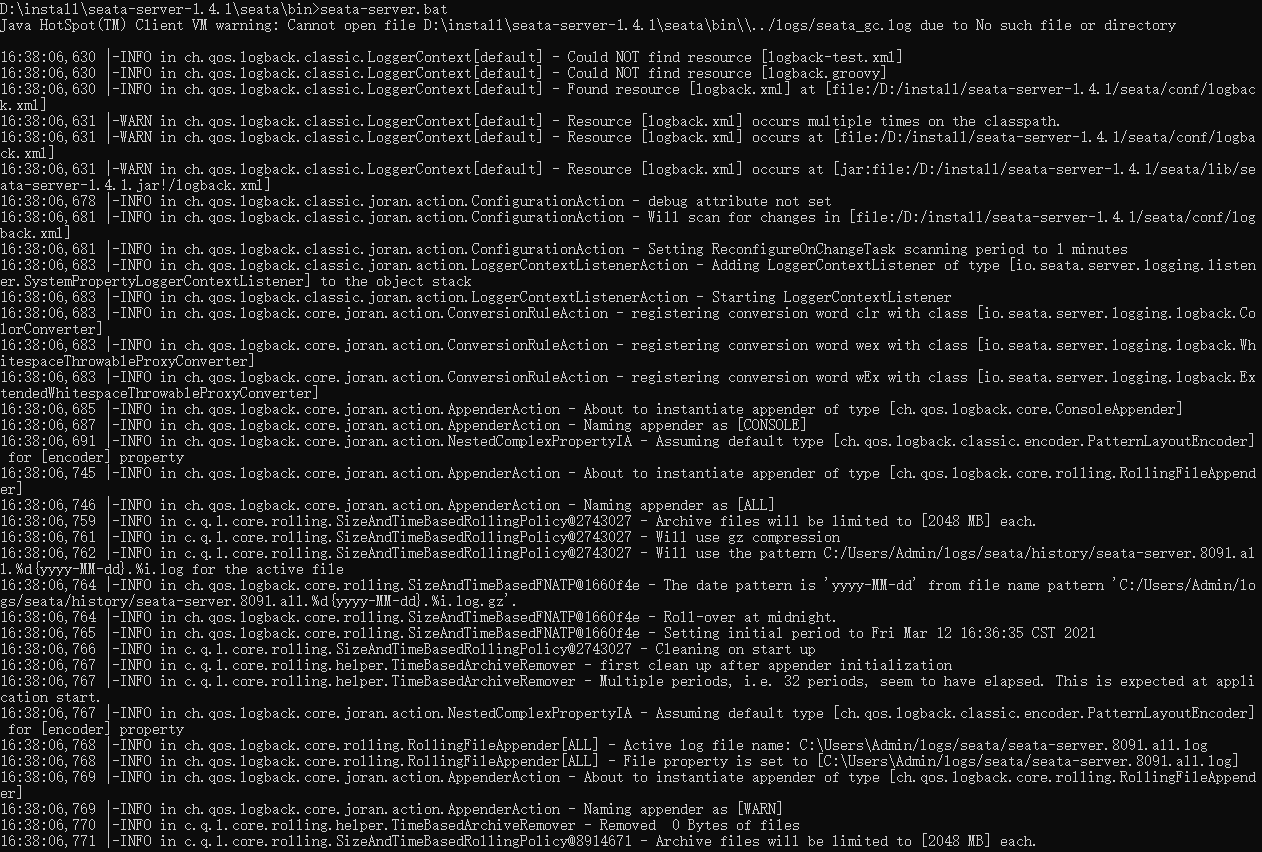 D:\install\seata-server-1.4.1\seata\bin>seata-server.bat
Java HotSpot(TM) Client VM warning: Cannot open file D:\install\seata-server-1.4.1\seata\bin\\../logs/seata_gc.log due to No such file or directory
16:38:06,630 |-INFO in ch.qos.logback.classic.LoggerContext[default] - Could NOT find resource [logback-test.xml]
16:38:06,630 |-INFO in ch.qos.logback.classic.LoggerContext[default] - Could NOT find resource [logback.groovy]
16:38:06,630 |-INFO in ch.qos.logback.classic.LoggerContext[default] - Found resource [logback.xml] at [file:/D:/install/seata-server-1.4.1/seata/conf/logbac
k.xml]
16:38:06,631 |-WARN in ch.qos.logback.classic.LoggerContext[default] - Resource [logback.xml] occurs multiple times on the classpath.
16:38:06,631 |-WARN in ch.qos.logback.classic.LoggerContext[default] - Resource [logback.xml] occurs at [file:/D:/install/seata-server-1.4.1/seata/conf/logba
ck.xml]
16:38:06,631 |-WARN in ch.qos.logback.classic.LoggerContext[default] - Resource [logback.xml] occurs at [jar:file:/D:/install/seata-server-1.4.1/seata/lib/se
ata-server-1.4.1.jar!/logback.xml]
16:38:06,678 |-INFO in ch.qos.logback.classic.joran.action.ConfigurationAction - debug attribute not set
16:38:06,681 |-INFO in ch.qos.logback.classic.joran.action.ConfigurationAction - Will scan for changes in [file:/D:/install/seata-server-1.4.1/seata/conf/log
back.xml]
16:38:06,681 |-INFO in ch.qos.logback.classic.joran.action.ConfigurationAction - Setting ReconfigureOnChangeTask scanning period to 1 minutes
16:38:06,683 |-INFO in ch.qos.logback.classic.joran.action.LoggerContextListenerAction - Adding LoggerContextListener of type [io.seata.server.logging.listen
er.SystemPropertyLoggerContextListener] to the object stack
16:38:06,683 |-INFO in ch.qos.logback.classic.joran.action.LoggerContextListenerAction - Starting LoggerContextListener
16:38:06,683 |-INFO in ch.qos.logback.core.joran.action.ConversionRuleAction - registering conversion word clr with class [io.seata.server.logging.logback.Co
lorConverter]
16:38:06,683 |-INFO in ch.qos.logback.core.joran.action.ConversionRuleAction - registering conversion word wex with class [io.seata.server.logging.logback.Wh
itespaceThrowableProxyConverter]
16:38:06,683 |-INFO in ch.qos.logback.core.joran.action.ConversionRuleAction - registering conversion word wEx with class [io.seata.server.logging.logback.Ex
tendedWhitespaceThrowableProxyConverter]
16:38:06,685 |-INFO in ch.qos.logback.core.joran.action.AppenderAction - About to instantiate appender of type [ch.qos.logback.core.ConsoleAppender]
16:38:06,687 |-INFO in ch.qos.logback.core.joran.action.AppenderAction - Naming appender as [CONSOLE]
16:38:06,691 |-INFO in ch.qos.logback.core.joran.action.NestedComplexPropertyIA - Assuming default type [ch.qos.logback.classic.encoder.PatternLayoutEncoder]
 for [encoder] property
16:38:06,745 |-INFO in ch.qos.logback.core.joran.action.AppenderAction - About to instantiate appender of type [ch.qos.logback.core.rolling.RollingFileAppend
er]
16:38:06,746 |-INFO in ch.qos.logback.core.joran.action.AppenderAction - Naming appender as [ALL]
16:38:06,759 |-INFO in c.q.l.core.rolling.SizeAndTimeBasedRollingPolicy@2743027 - Archive files will be limited to [2048 MB] each.
16:38:06,761 |-INFO in c.q.l.core.rolling.SizeAndTimeBasedRollingPolicy@2743027 - Will use gz compression
16:38:06,762 |-INFO in c.q.l.core.rolling.SizeAndTimeBasedRollingPolicy@2743027 - Will use the pattern C:/Users/Admin/logs/seata/history/seata-server.8091.al
l.%d{yyyy-MM-dd}.%i.log for the active file
16:38:06,764 |-INFO in ch.qos.logback.core.rolling.SizeAndTimeBasedFNATP@1660f4e - The date pattern is 'yyyy-MM-dd' from file name pattern 'C:/Users/Admin/lo
gs/seata/history/seata-server.8091.all.%d{yyyy-MM-dd}.%i.log.gz'.
16:38:06,764 |-INFO in ch.qos.logback.core.rolling.SizeAndTimeBasedFNATP@1660f4e - Roll-over at midnight.
16:38:06,765 |-INFO in ch.qos.logback.core.rolling.SizeAndTimeBasedFNATP@1660f4e - Setting initial period to Fri Mar 12 16:36:35 CST 2021
16:38:06,766 |-INFO in c.q.l.core.rolling.SizeAndTimeBasedRollingPolicy@2743027 - Cleaning on start up
16:38:06,767 |-INFO in c.q.l.core.rolling.helper.TimeBasedArchiveRemover - first clean up after appender initialization
16:38:06,767 |-INFO in c.q.l.core.rolling.helper.TimeBasedArchiveRemover - Multiple periods, i.e. 32 periods, seem to have elapsed. This is expected at appli
cation start.
16:38:06,767 |-INFO in ch.qos.logback.core.joran.action.NestedComplexPropertyIA - Assuming default type [ch.qos.logback.classic.encoder.PatternLayoutEncoder]
 for [encoder] property
16:38:06,768 |-INFO in ch.qos.logback.core.rolling.RollingFileAppender[ALL] - Active log file name: C:\Users\Admin/logs/seata/seata-server.8091.all.log
16:38:06,768 |-INFO in ch.qos.logback.core.rolling.RollingFileAppender[ALL] - File property is set to [C:\Users\Admin/logs/seata/seata-server.8091.all.log]
16:38:06,769 |-INFO in ch.qos.logback.core.joran.action.AppenderAction - About to instantiate appender of type [ch.qos.logback.core.rolling.RollingFileAppend
er]
16:38:06,769 |-INFO in ch.qos.logback.core.joran.action.AppenderAction - Naming appender as [WARN]
16:38:06,770 |-INFO in c.q.l.core.rolling.helper.TimeBasedArchiveRemover - Removed  0 Bytes of files
16:38:06,771 |-INFO in c.q.l.core.rolling.SizeAndTimeBasedRollingPolicy@8914671 - Archive files will be limited to [2048 MB] each.